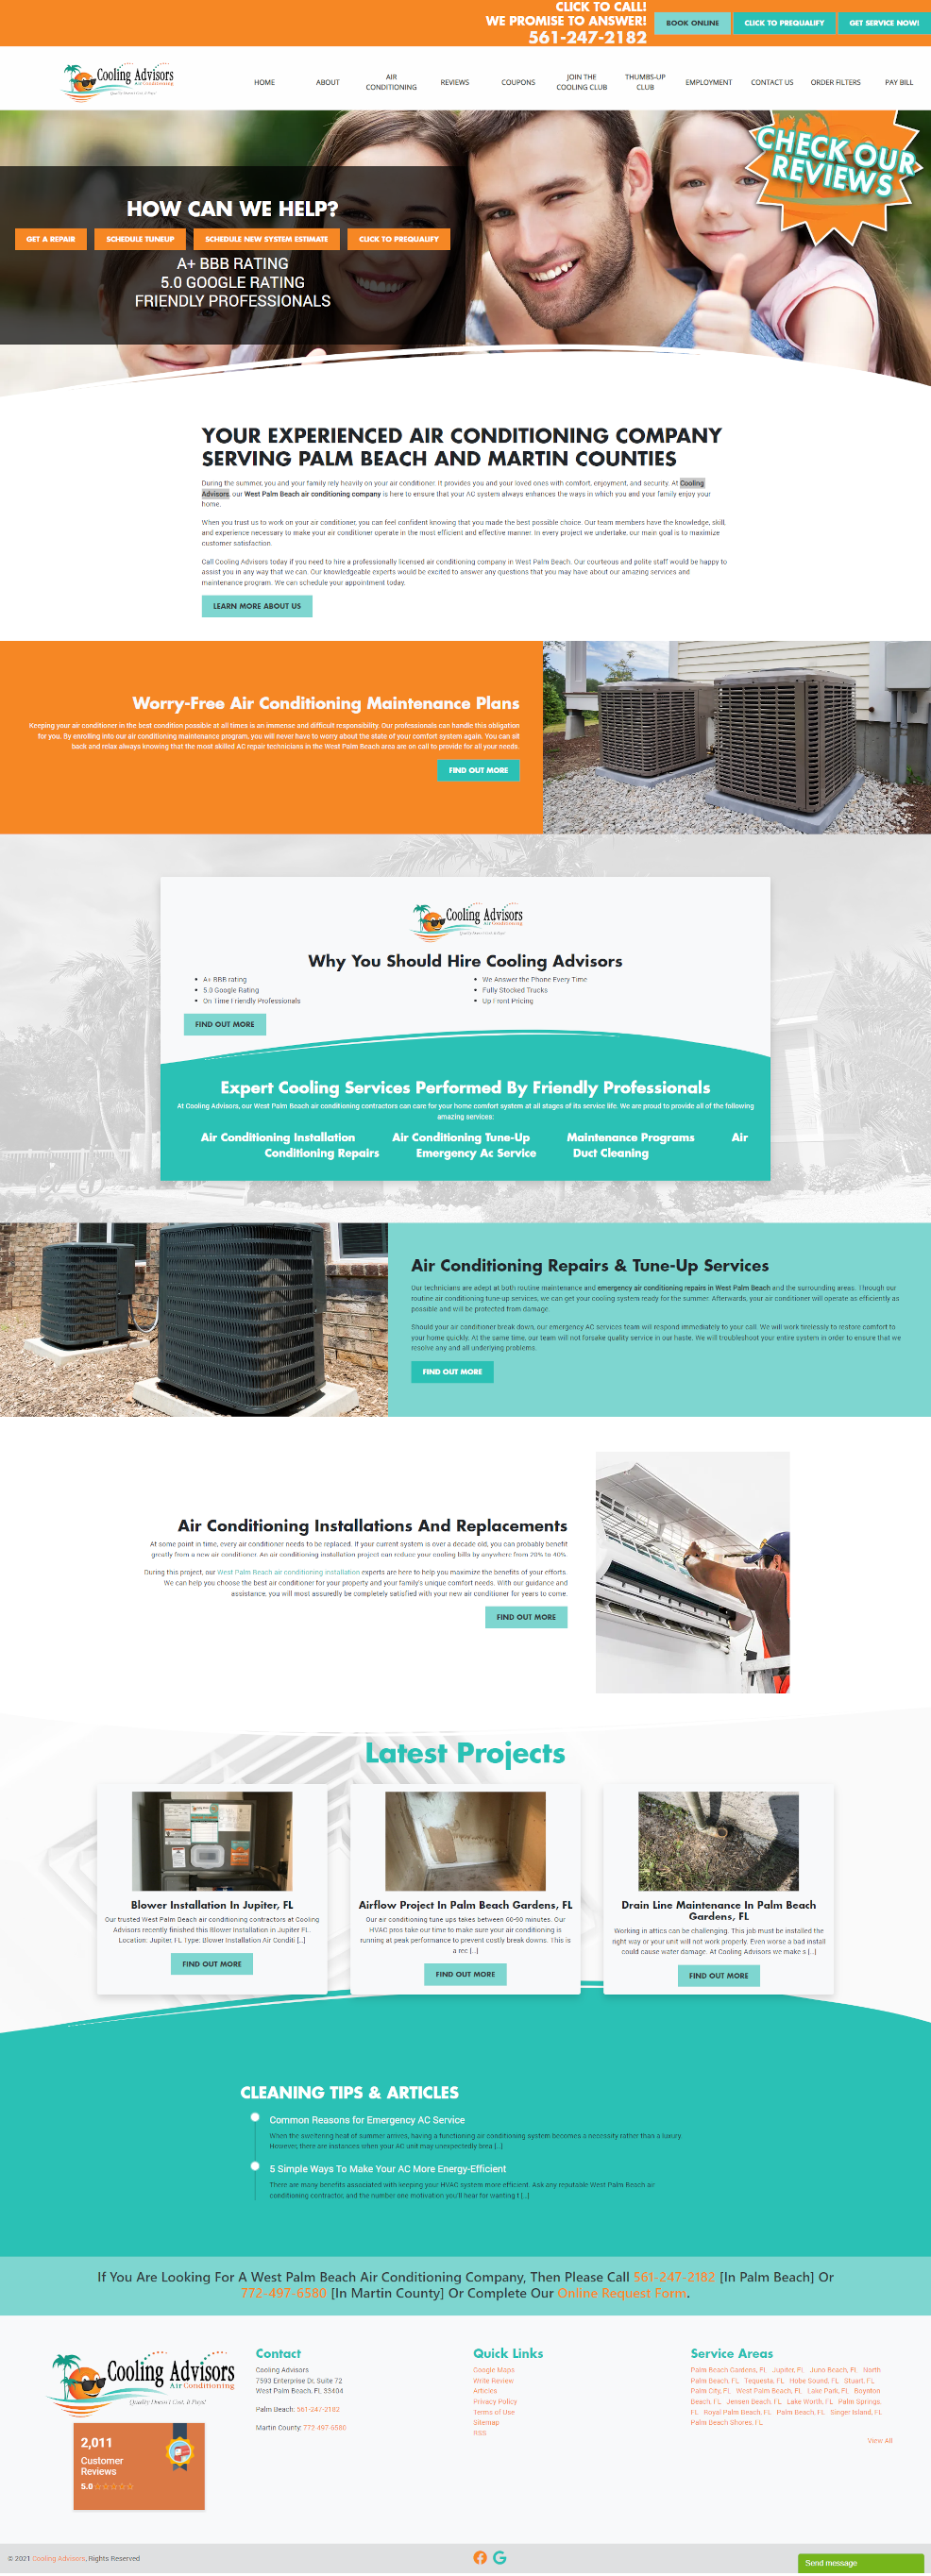 CLICK TO CALL!
WE PROMISE TO ANSWER!
561-247-2182
BOOK ONLINE
CLICK TO PREQUALIFY
GET SERVICE NOW!
Cooling Advisors
Air Conditioning
HOME
ABOUT
AIR
CONDITIONING
REVIEWS
COUPONS
JOIN THE
COOLING CLUB
THUMBS-UP
CLUB
EMPLOYMENT
CONTACT US
ORDER FILTERS
PAY BILL
CHECK OUR
REVIEWS
HOW CAN WE HELP?
GET A REPAIR
SCHEDULE TUNEUP
SCHEDULE NEW SYSTEM ESTIMATE
CLICK TO PREQUALIFY
A+ BBB RATING
5.0 GOOGLE RATING
FRIENDLY PROFESSIONALS
YOUR EXPERIENCED AIR CONDITIONING COMPANY
SERVING PALM BEACH AND MARTIN COUNTIES
During the summer, you and your family rely heavily on your air conditioner. It provides you and your loved ones with comfort, enjoyment, and security. At Cooling
Advisors, our West Palm Beach air conditioning company is here to ensure that your AC system always enhances the ways in which you and your family enjoy your
home.
When you trust us to work on your air conditioner, you can feel confident knowing that you made the best possible choice. Our team members have the knowledge, skill,
and experience necessary to make your air conditioner operate in the most efficient and effective manner. In every project we undertake, our main goal is to maximize
customer satisfaction.
Call Cooling Advisors today if you need to hire a professionally licensed air conditioning company in West Palm Beach. Our courteous and polite staff would be happy to
assist you in any way that we can. Our knowledgeable experts would be excited to answer any questions that you may have about our amazing services and
maintenance program. We can schedule your appointment today.
LEARN MORE ABOUT US
Worry-Free Air Conditioning Maintenance Plans
Keeping your air conditioner in the best condition possible at all times is an immense and difficult responsibility. Our professionals can handle this obligation
for you. By enrolling into our air conditioning maintenance program, you will never have to worry about the state of your comfort system again. You can sit
back and relax always knowing that the most skilled AC repair technicians in the West Palm Beach area are on call to provide for all your needs.
FIND OUT MORE
Cooling Advisors
Air Conditioning
Why You Should Hire Cooling Advisors
A+ BBB rating
5.0 Google Rating
On Time Friendly Professionals
We Answer the Phone Every Time
Fully Stocked Trucks
Up Front Pricing
FIND OUT MORE
Expert Cooling Services Performed By Friendly Professionals
At Cooling Advisors, our West Palm Beach air conditioning contractors can care for your home comfort system at all stages of its service life. We are proud to provide all of the following
amazing services:
Air Conditioning Installation Air Conditioning Tune-Up Maintenance Programs Air
Conditioning Repairs Emergency Ac Service Duct Cleaning
Air Conditioning Repairs & Tune-Up Services
Our technicians are adept at both routine maintenance and emergency air conditioning repairs in West Palm Beach and the surrounding areas. Through our
routine air conditioning tune-up services, we can get your cooling system ready for the summer. Afterwards, your air conditioner will operate as efficiently as
possible and will be protected from damage.
Should your air conditioner break down, our emergency AC services team will respond immediately to your call. We will work tirelessly to restore comfort to
your home quickly. At the same time, our team will not forsake quality service in our haste. We will troubleshoot your entire system in order to ensure that we
resolve any and all underlying problems.
FIND OUT MORE
Air Conditioning Installations And Replacements
At some point in time, every air conditioner needs to be replaced. If your current system is over a decade old, you can probably benefit
greatly from a new air conditioner. An air conditioning installation project can reduce your cooling bills by anywhere from 20% to 40%.
During this project, our West Palm Beach air conditioning installation experts are here to help you maximize the benefits of your efforts.
We can help you choose the best air conditioner for your property and your family's unique comfort needs. With our guidance and
assistance, you will most assuredly be completely satisfied with your new air conditioner for years to come.
FIND OUT MORE
Latest Projects
Blower Installation In Jupiter, FL
Our trusted West Palm Beach air conditioning contractors at Cooling
Advisors recently finished this Blower Installation in Jupiter FL.
Location: Jupiter, FL Type: Blower Installation Air Conditi [...]
FIND OUT MORE
Airflow Project In Palm Beach Gardens, FL
Our air conditioning tune ups takes between 60-90 minutes. Our
HVAC pros take our time to make sure your air conditioning is
running at peak performance to prevent costly break downs. This is
a rec [...]
FIND OUT MORE
Drain Line Maintenance In Palm Beach
Gardens, FL
Working in attics can be challenging. This job must be installed the
right way or your unit will not work properly. Even worse a bad install
could cause water damage. At Cooling Advisors we make s [...]
FIND OUT MORE
CLEANING TIPS & ARTICLES
Common Reasons for Emergency AC Service
When the sweltering heat of summer arrives, having a functioning air conditioning system becomes a necessity rather than a luxury.
However, there are instances when your AC unit may unexpectedly brea [...]
5 Simple Ways To Make Your AC More Energy-Efficient
There are many benefits associated with keeping your HVAC system more efficient. Ask any reputable West Palm Beach air
conditioning contractor, and the number one motivation you'll hear for wanting t [...]
If You Are Looking For A West Palm Beach Air Conditioning Company, Then Please Call 561-247-2182 [In Palm Beach] Or
772-497-6580 [In Martin County] Or Complete Our Online Request Form.
Cooling Advisors
Air Conditioning
Quality Doesn't Cost, It Pays!
2,011
Customer
Reviews
5.0
Contact
Cooling Advisors
7593 Enterprise Dr, Suite 72
West Palm Beach, FL 33404
Palm Beach: 561-247-2182
Martin County: 772-497-6580
Quick Links
Google Maps
Write Review
Articles
Privacy Policy
Terms of Use
Sitemap
RSS
Service Areas
Palm Beach Gardens, FL Jupiter, FL Juno Beach, FL North
Palm Beach, FL Tequesta, FL Hobe Sound, FL Stuart, FL
Palm City, FL West Palm Beach, FL Lake Park, FL Boynton
Beach, FL Jensen Beach, FL Lake Worth, FL Palm Springs,
FL Royal Palm Beach, FL Palm Beach, FL Singer Island, FL
Palm Beach Shores, FL
View All
© 2021 Cooling Advisors, Rights Reserved
Send message